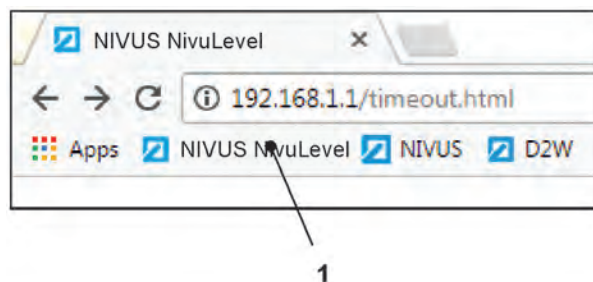 NIVUS NivuLevel
192.168.1.1/timeout.html
Apps NIVUS NivuLevel NIVUS D2W
1